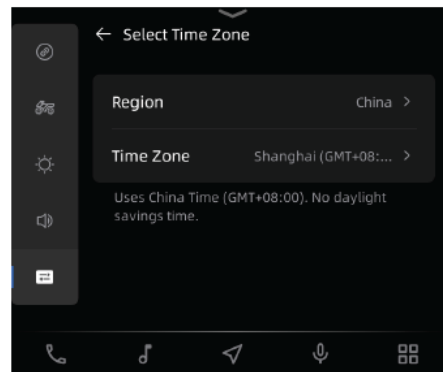 Select Time Zone
Region China
Time Zone Shanghai (GMT+08:...
Uses China Time (GMT+08:00). No daylight
savings time.